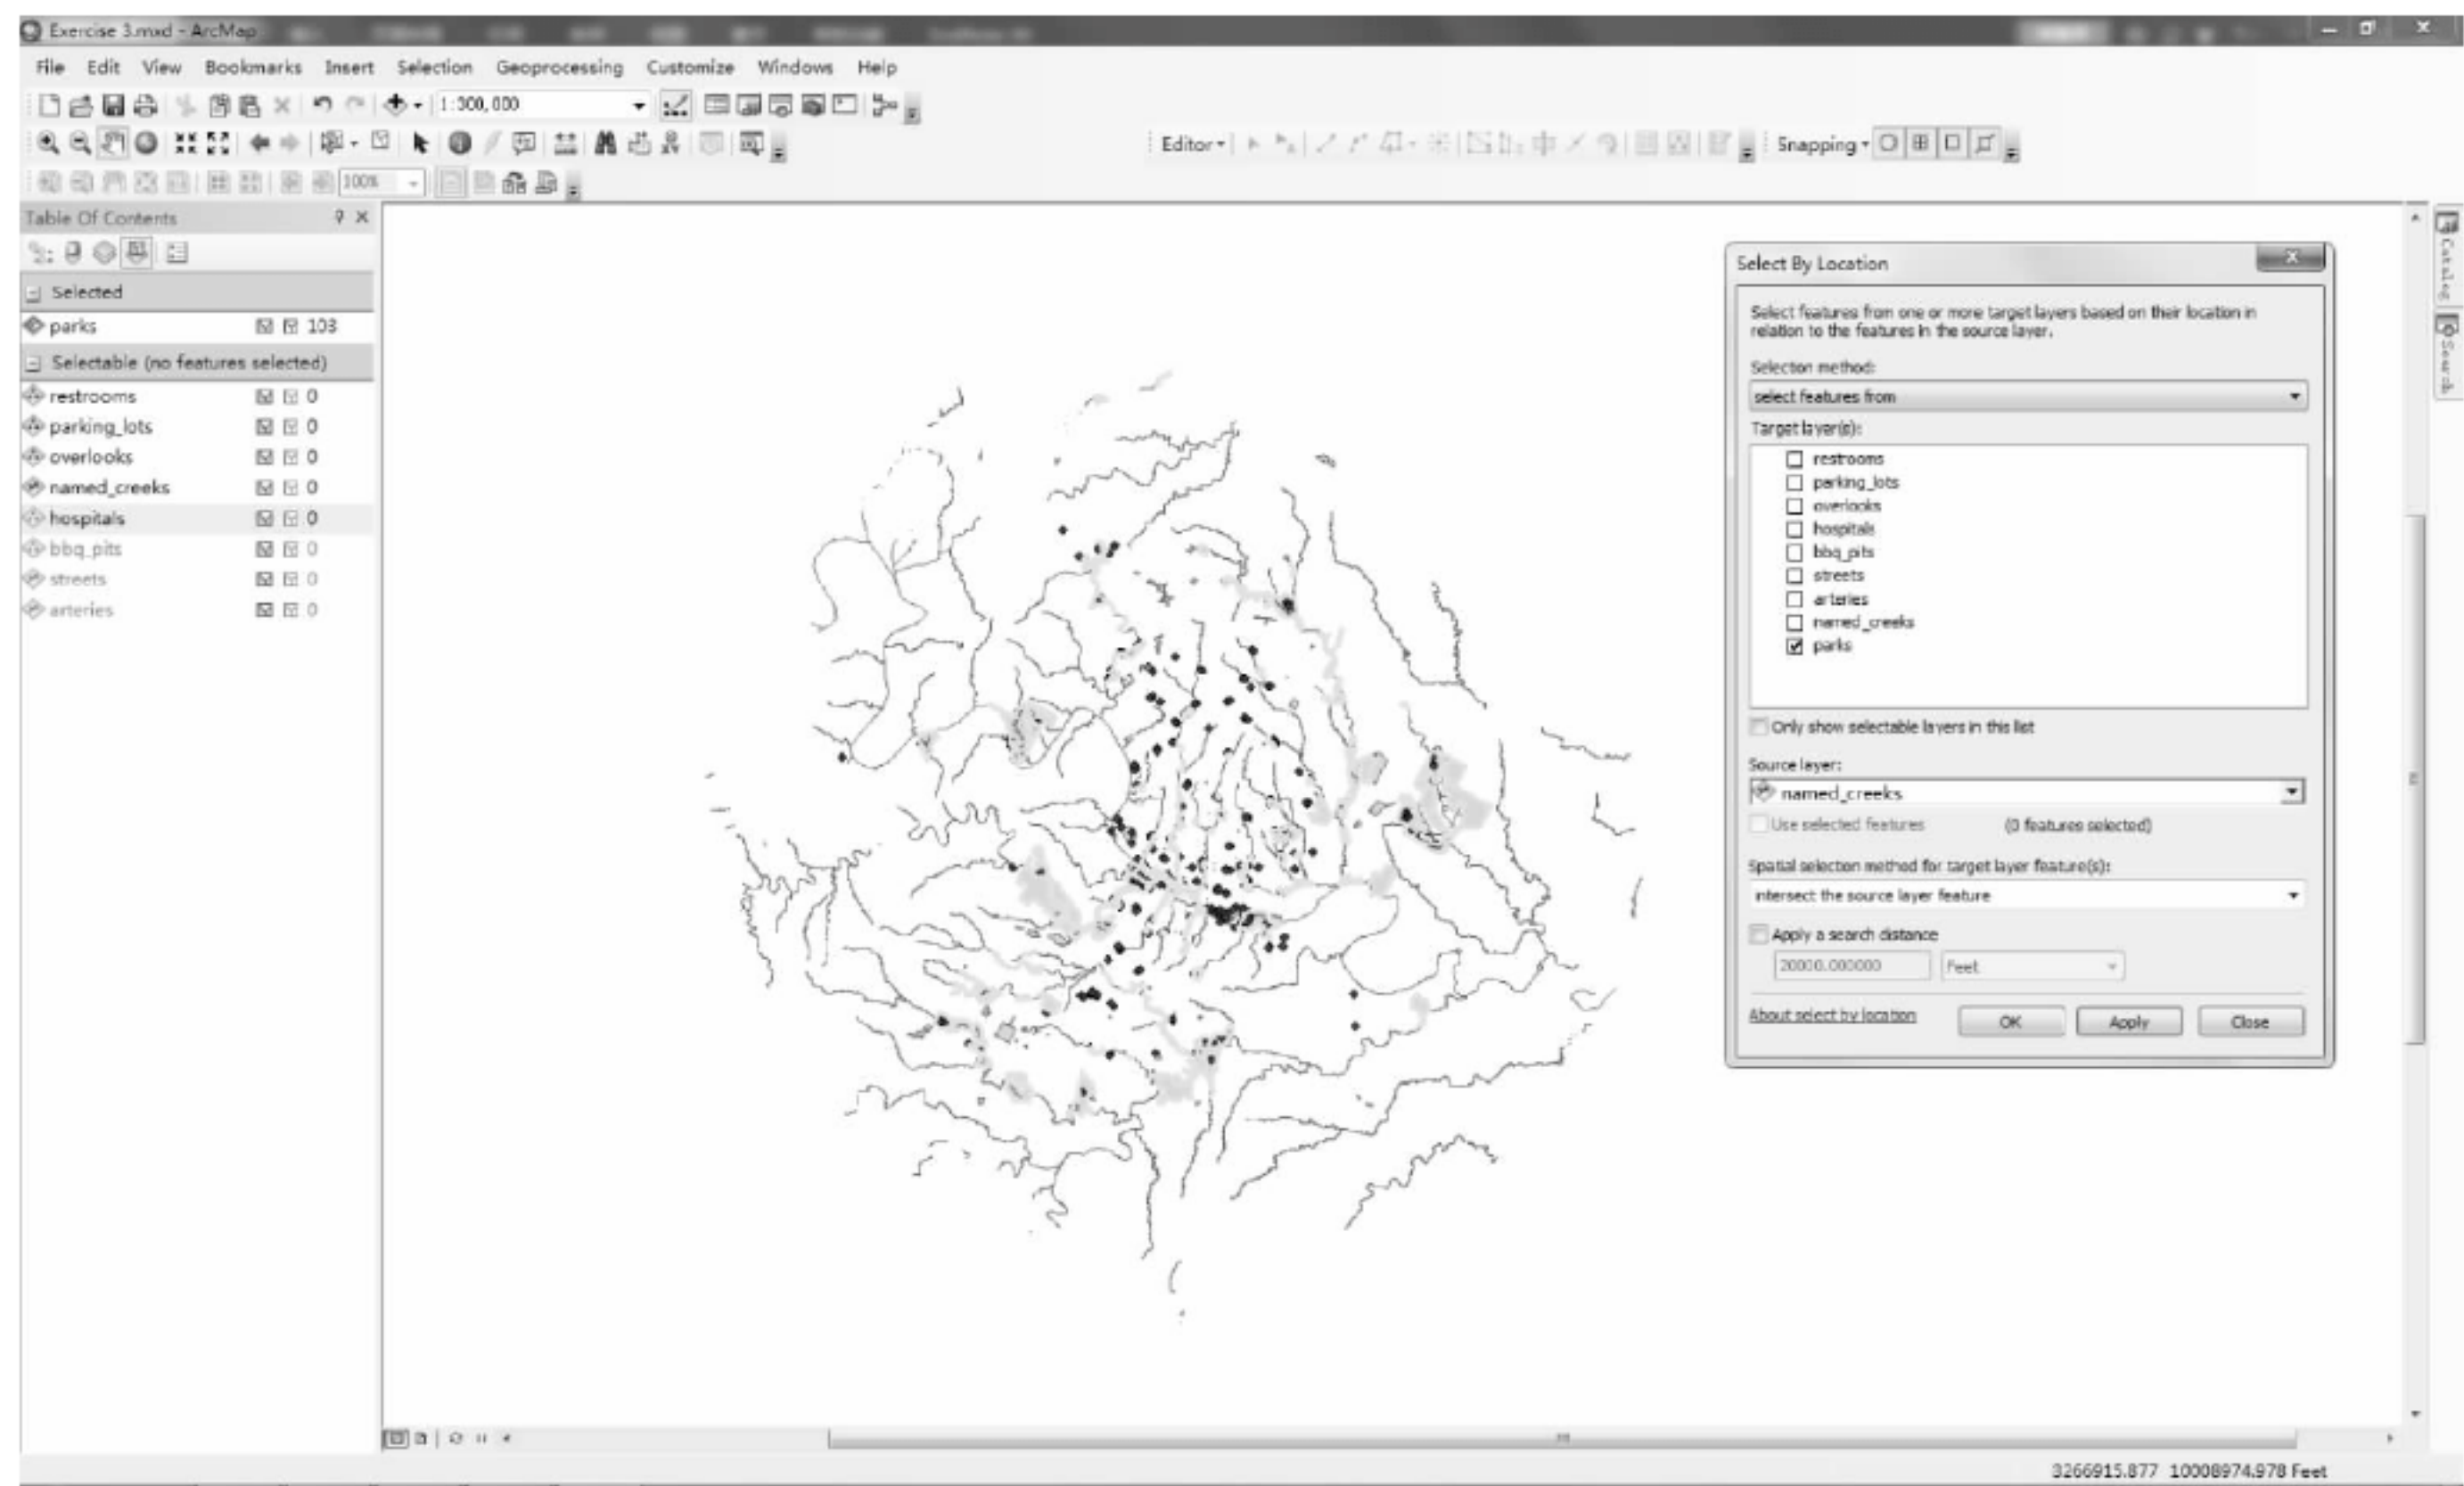 Exercise 3.mxd - ArcMap
File Edit View Bookmarks Insert Selection Geoprocessing Customize Windows Help
1:300,000
Editor Snapping
100%
Table Of Contents
Selected
parks 103
Selectable (no features selected)
restrooms 0
parking_lots 0
overlooks 0
named_creeks 0
hospitals 0
bbq_pits 0
streets 0
arteries 0
Select By Location
Select features from one or more target layers based on their location in
relation to the features in the source layer.
Selection method:
select features from
Target layer(s):
restrooms
parking_lots
overlooks
hospitals
bbq_pits
streets
arteries
named_creeks
parks
Only show selectable layers in this list
Source layer:
named_creeks
Use selected features (0 features selected)
Spatial selection method for target layer feature(s):
intersect the source layer feature
Apply a search distance
20000.000000 Feet
About select by location OK Apply Close
Catalog
Search
3266915.877 10008974.978 Feet